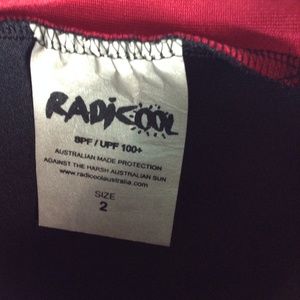 RADICOOL
SPF / UPF 100+
AUSTRALIAN MADE PROTECTION
AGAINST THE HARSH AUSTRALIAN SUN
www.radicoolaustralia.com
SIZE
2